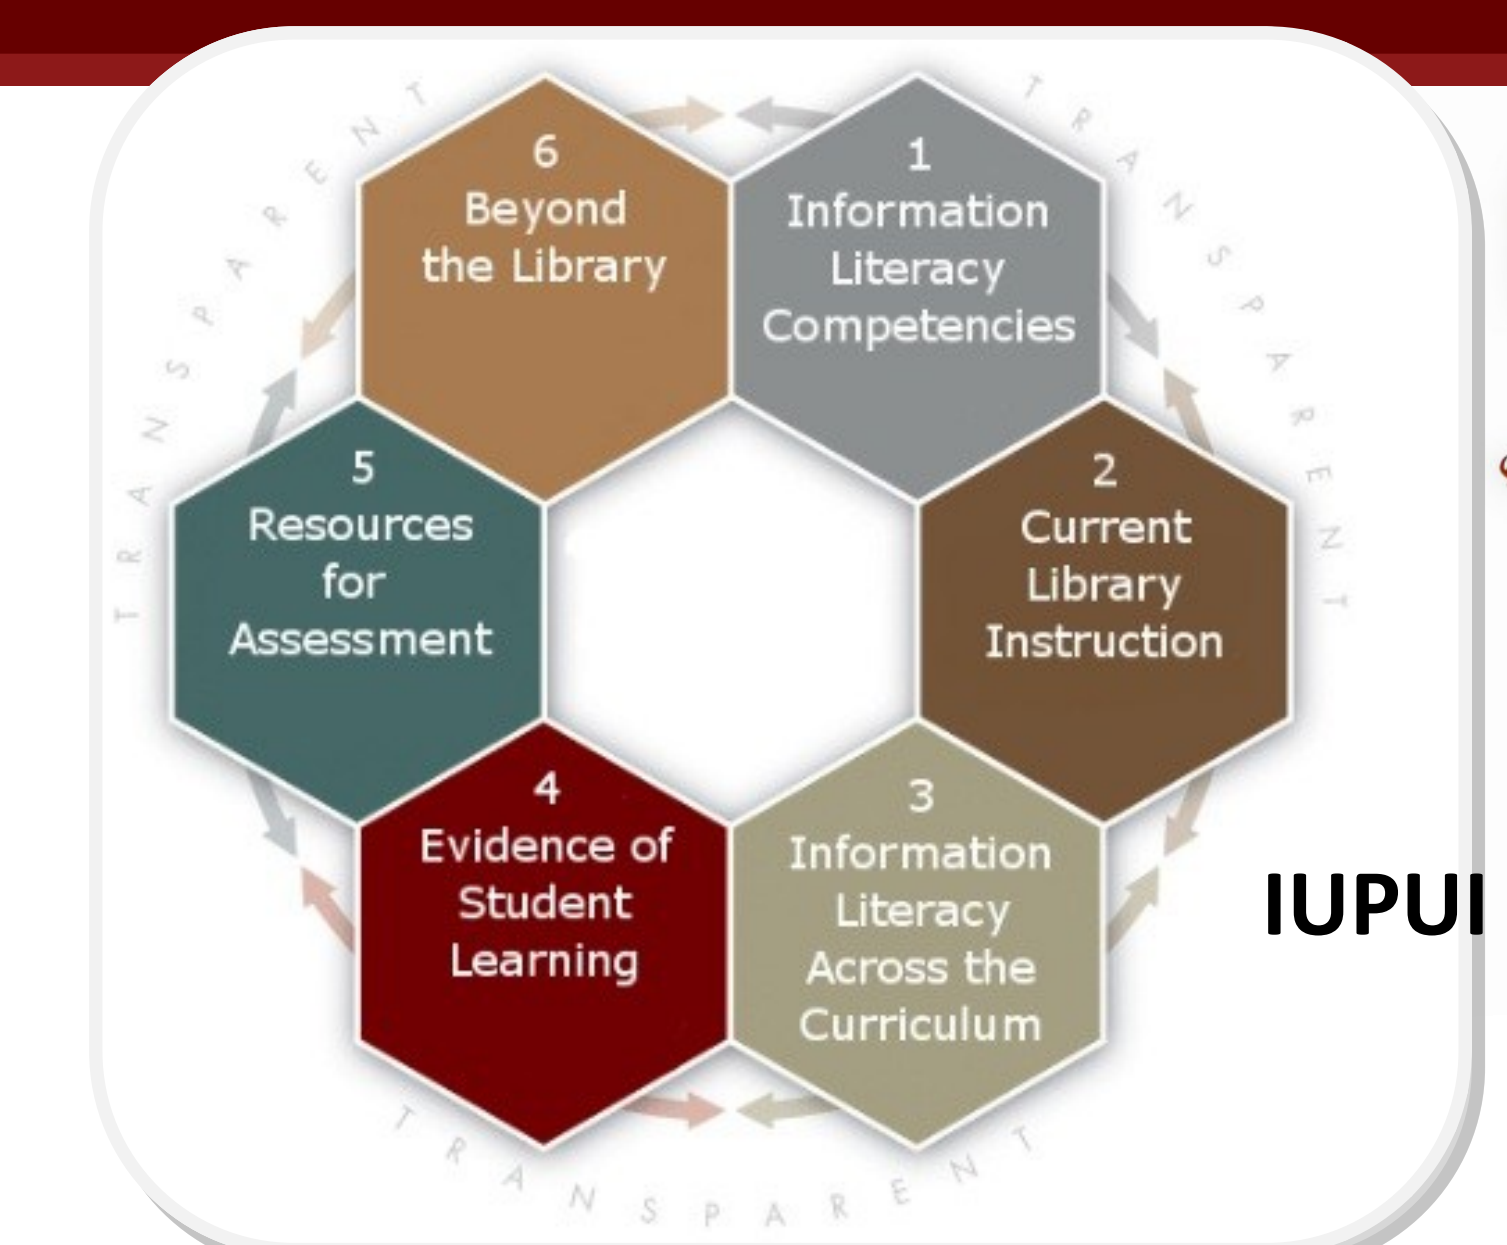 1
Information
Literacy
Competencies
2
Current
Library
Instruction
3
Information
Literacy
Across the
Curriculum
4
Evidence of
Student
Learning
5
Resources
for
Assessment
6
Beyond
the Library
TRANSPARENT
TRANSPARENT
TRANSPARENT
IUPUI